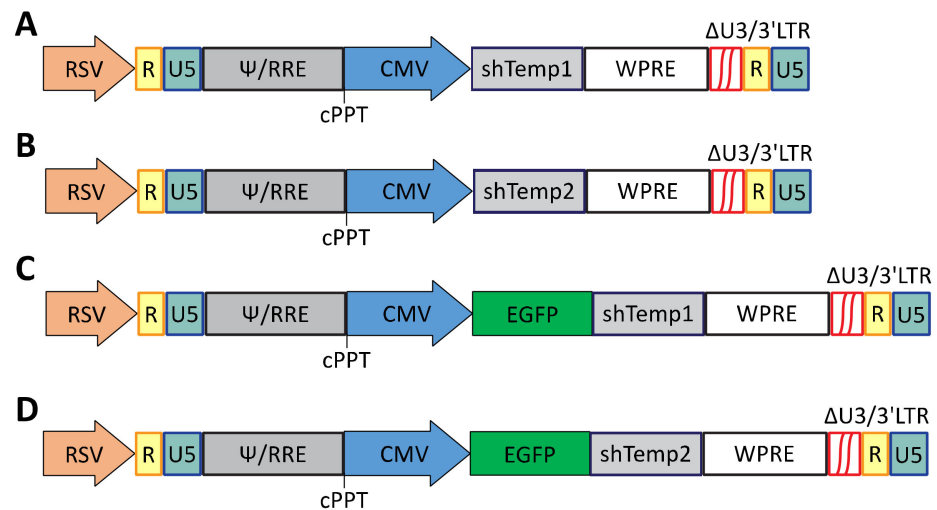 A
ΔU3/3'LTR
RSV R U5 Ψ/RRE CMV shTemp1 WPRE R U5
cPPT
B
ΔU3/3'LTR
RSV R U5 Ψ/RRE CMV shTemp2 WPRE R U5
cPPT
C
ΔU3/3'LTR
RSV R U5 Ψ/RRE CMV EGFP shTemp1 WPRE R U5
cPPT
D
ΔU3/3'LTR
RSV R U5 Ψ/RRE CMV EGFP shTemp2 WPRE R U5
cPPT